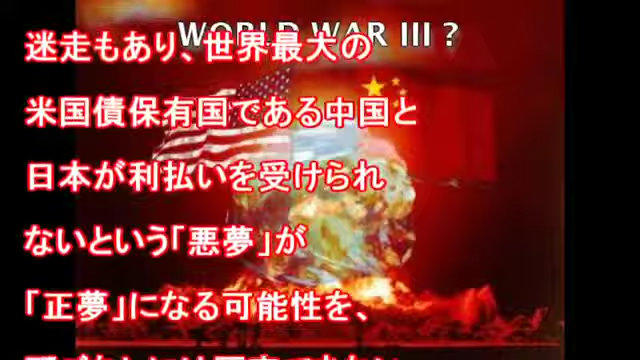 WORLD WAR III ?
迷走もあり、世界最大の
米国債保有国である中国と
日本が利払いを受けられ
ないという「悪夢」が
「正夢」になる可能性を、